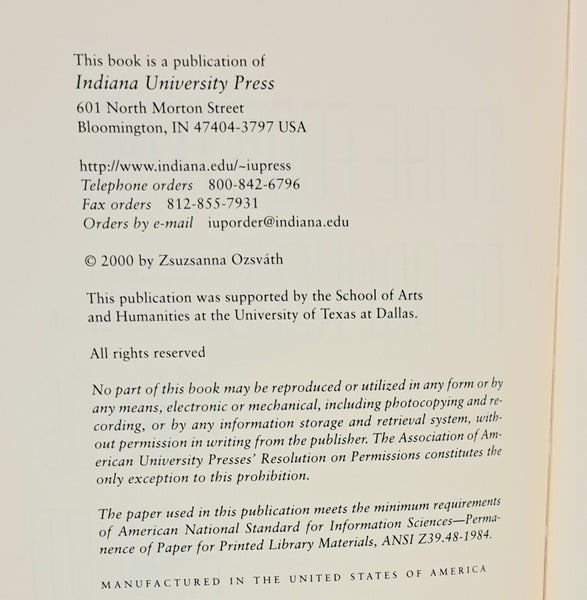 This book is a publication of
Indiana University Press
601 North Morton Street
Bloomington, IN 47404-3797 USA
http://www.indiana.edu/~iupress
Telephone orders 800-842-6796
Fax orders 812-855-7931
Orders by e-mail iuporder@indiana.edu
© 2000 by Zsuzsanna Ozsváth
This publication was supported by the School of Arts
and Humanities at the University of Texas at Dallas.
All rights reserved
No part of this book may be reproduced or utilized in any form or by
any means, electronic or mechanical, including photocopying and re-
cording, or by any information storage and retrieval system, with-
out permission in writing from the publisher. The Association of Am-
erican University Presses' Resolution on Permissions constitutes the
only exception to this prohibition.
The paper used in this publication meets the minimum requirements
of American National Standard for Information Sciences—Perma-
nence of Paper for Printed Library Materials, ANSI Z39.48-1984.
MANUFACTURED IN THE UNITED STATES OF AMERICA